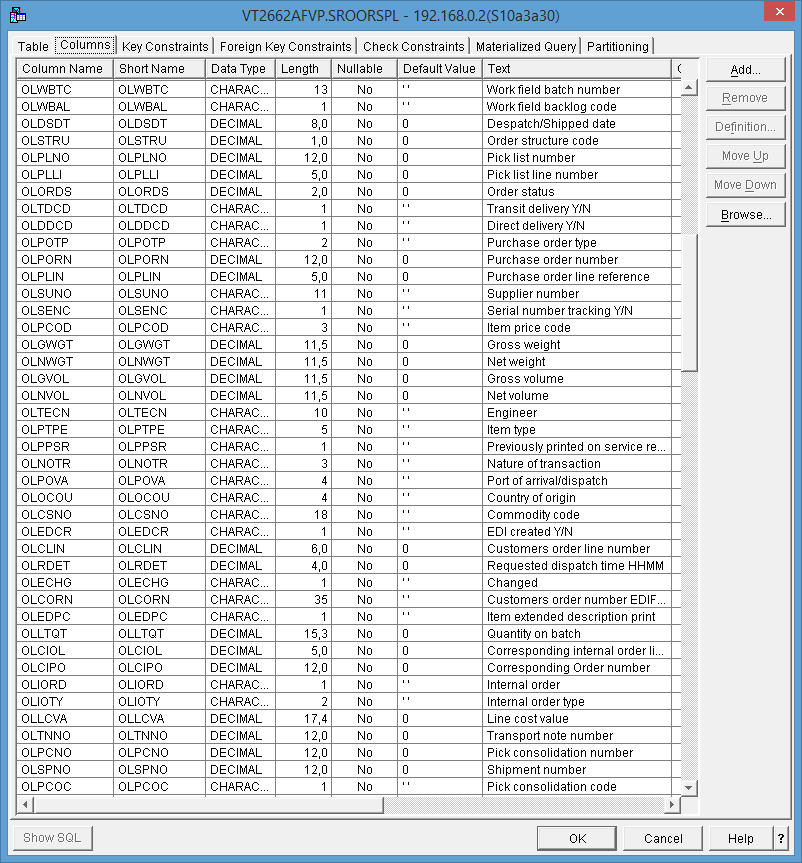 VT2662AFVP.SROORSPL - 192.168.0.2(S10a3a30)
Table Columns Key Constraints Foreign Key Constraints Check Constraints Materialized Query Partitioning
Column Name Short Name Data Type Length Nullable Default Value Text
OLWBTC OLWBTC CHARAC... 13 No ' ' Work field batch number
OLWBAL OLWBAL CHARAC... 1 No ' ' Work field backlog code
OLDSDT OLDSDT DECIMAL 8,0 No 0 Despatch/Shipped date
OLSTRU OLSTRU DECIMAL 1,0 No 0 Order structure code
OLPLNO OLPLNO DECIMAL 12,0 No 0 Pick list number
OLPLLI OLPLLI DECIMAL 5,0 No 0 Pick list line number
OLORDS OLORDS DECIMAL 2,0 No 0 Order status
OLTDCD OLTDCD CHARAC... 1 No ' ' Transit delivery Y/N
OLDDCD OLDDCD CHARAC... 1 No ' ' Direct delivery Y/N
OLPOTP OLPOTP CHARAC... 2 No ' ' Purchase order type
OLPORN OLPORN DECIMAL 12,0 No 0 Purchase order number
OLPLIN OLPLIN DECIMAL 5,0 No 0 Purchase order line reference
OLSUNO OLSUNO CHARAC... 11 No ' ' Supplier number
OLSENC OLSENC CHARAC... 1 No ' ' Serial number tracking Y/N
OLPCOD OLPCOD CHARAC... 3 No ' ' Item price code
OLGWGT OLGWGT DECIMAL 11,5 No 0 Gross weight
OLNWGT OLNWGT DECIMAL 11,5 No 0 Net weight
OLGVOL OLGVOL DECIMAL 11,5 No 0 Gross volume
OLNVOL OLNVOL DECIMAL 11,5 No 0 Net volume
OLTECN OLTECN CHARAC... 10 No ' ' Engineer
OLPTPE OLPTPE CHARAC... 5 No ' ' Item type
OLPPSR OLPPSR CHARAC... 1 No ' ' Previously printed on service re...
OLNOTR OLNOTR CHARAC... 3 No ' ' Nature of transaction
OLPOVA OLPOVA CHARAC... 4 No ' ' Port of arrival/dispatch
OLOCOU OLOCOU CHARAC... 4 No ' ' Country of origin
OLCSNO OLCSNO CHARAC... 18 No ' ' Commodity code
OLEDCR OLEDCR CHARAC... 1 No ' ' EDI created Y/N
OLCLIN OLCLIN DECIMAL 6,0 No 0 Customers order line number
OLRDET OLRDET DECIMAL 4,0 No 0 Requested dispatch time HHMM
OLECHG OLECHG CHARAC... 1 No ' ' Changed
OLCORN OLCORN CHARAC... 35 No ' ' Customers order number EDIF...
OLEDPC OLEDPC CHARAC... 1 No ' ' Item extended description print
OLLTQT OLLTQT DECIMAL 15,3 No 0 Quantity on batch
OLCIOL OLCIOL DECIMAL 5,0 No 0 Corresponding internal order li...
OLCIPO OLCIPO DECIMAL 12,0 No 0 Corresponding Order number
OLIORD OLIORD CHARAC... 1 No ' ' Internal order
OLIOTY OLIOTY CHARAC... 2 No ' ' Internal order type
OLLCVA OLLCVA DECIMAL 17,4 No 0 Line cost value
OLTNNO OLTNNO DECIMAL 12,0 No 0 Transport note number
OLPCNO OLPCNO DECIMAL 12,0 No 0 Pick consolidation number
OLSPNO OLSPNO DECIMAL 12,0 No 0 Shipment number
OLPCOC OLPCOC CHARAC... 1 No ' ' Pick consolidation code
Add...
Remove
Definition...
Move Up
Move Down
Browse...
Show SQL OK Cancel Help ?